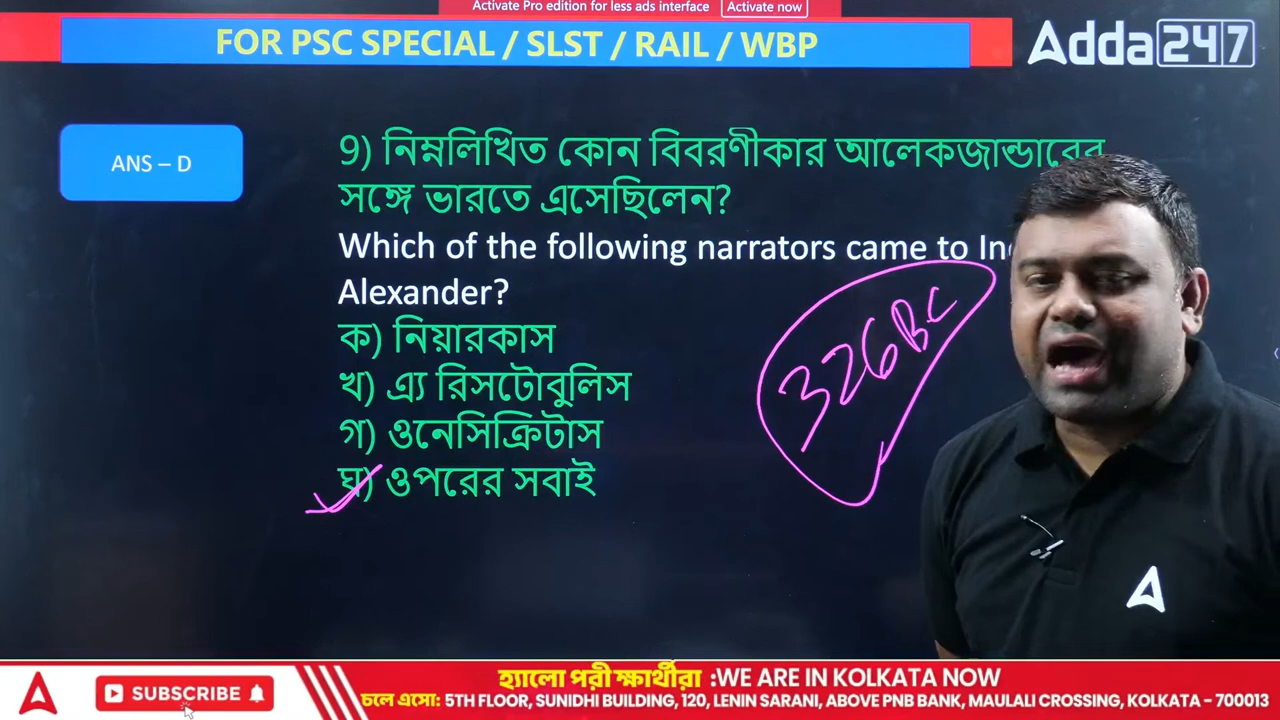 Activate Pro edition for less ads interface Activate now
FOR PSC SPECIAL / SLST / RAIL / WBP
Adda247
ANS – D
9) নিম্নলিখিত কোন বিবরণীকার আলেকজান্ডারের
সঙ্গে ভারতে এসেছিলেন?
Which of the following narrators came to
Alexander?
ক) নিয়ারকাস
খ) এ্য রিসটোবুলিস
গ) ওনেসিক্রিটাস
ঘ) ওপরের সবাই
326BC
SUBSCRIBE
হ্যালো পরীক্ষার্থীরা :WE ARE IN KOLKATA NOW
চলে এসো: 5TH FLOOR, SUNIDHI BUILDING, 120, LENIN SARANI, ABOVE PNB BANK, MAULALI CROSSING, KOLKATA - 700013